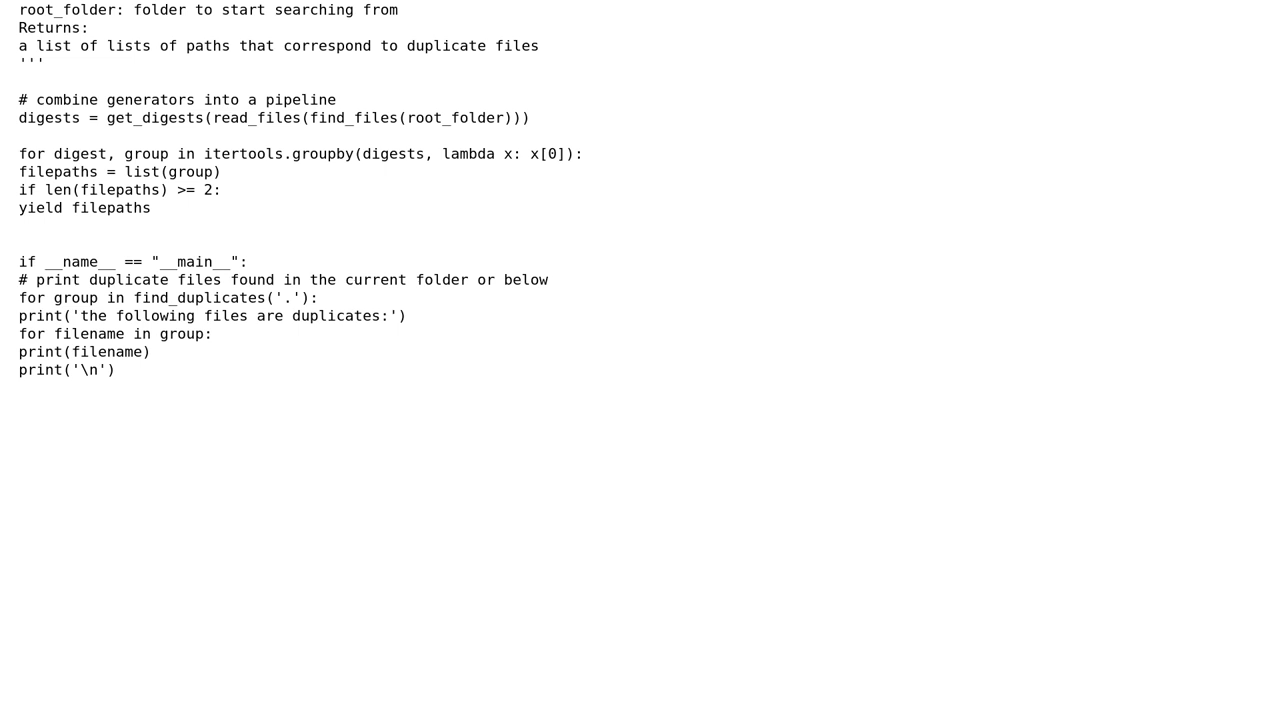 root_folder: folder to start searching from
Returns:
a list of lists of paths that correspond to duplicate files
'''
# combine generators into a pipeline
digests = get_digests(read_files(find_files(root_folder)))
for digest, group in itertools.groupby(digests, lambda x: x[0]):
filepaths = list(group)
if len(filepaths) >= 2:
yield filepaths
if __name__ == "__main__":
# print duplicate files found in the current folder or below
for group in find_duplicates('.'):
print('the following files are duplicates:')
for filename in group:
print(filename)
print('\n')